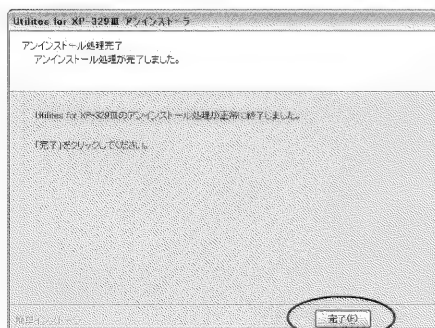 Utilites for XP-329Ⅲ アンインストーラ
アンインストール処理完了
アンインストール処理が完了しました。
Utilites for XP-329Ⅲのアンインストール処理が正常に終了しました。
「完了」をクリックしてください。
完了(F)